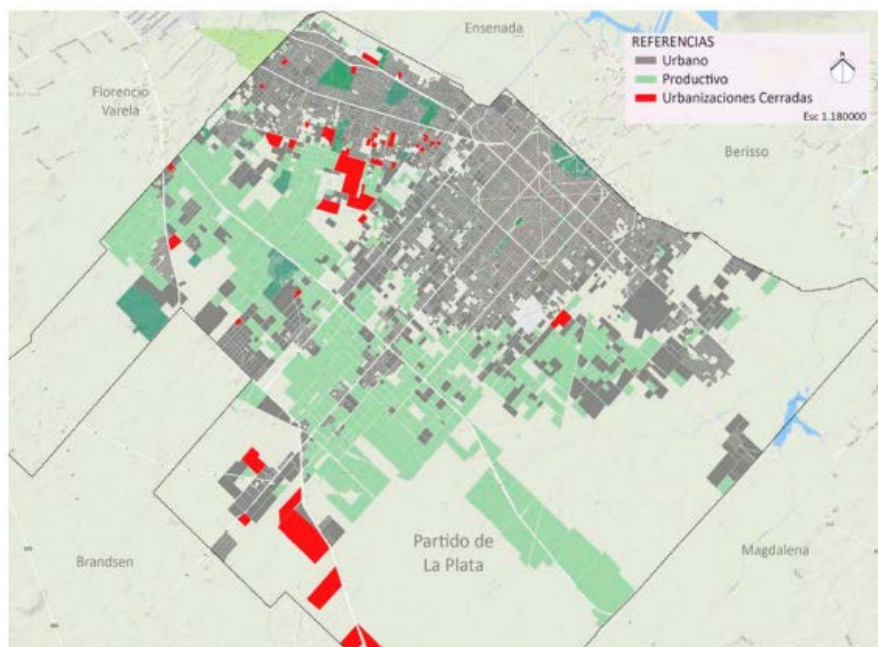 Ensenada
REFERENCIAS
Urbano
Productivo
Urbanizaciones Cerradas
N
Esc 1.180000
Florencio
Varela
Berisso
Partido de
La Plata
Brandsen
Magdalena